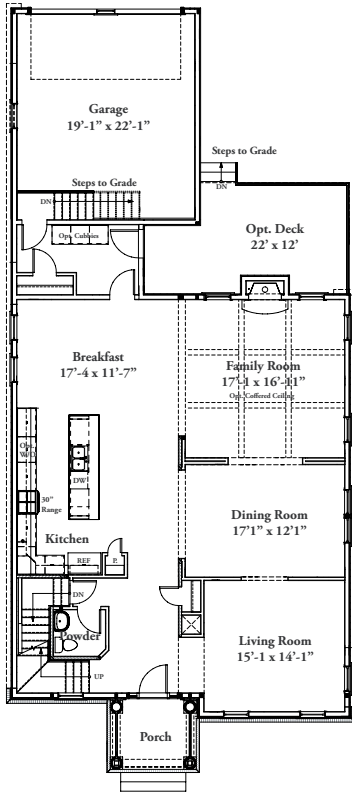 Garage
19'-1" x 22'-1"
Steps to Grade
DN
Steps to Grade
DN
Opt. Cubbies
Opt. Deck
22' x 12'
Breakfast
17'-4 x 11'-7"
Family Room
17'-1 x 16'-11"
Opt. Coffered Ceiling
Opt.
W/D
DW
30"
Range
Dining Room
17'1" x 12'1"
Kitchen
REF
P.
DN
Powder
Living Room
15'-1 x 14'-1"
UP
Porch